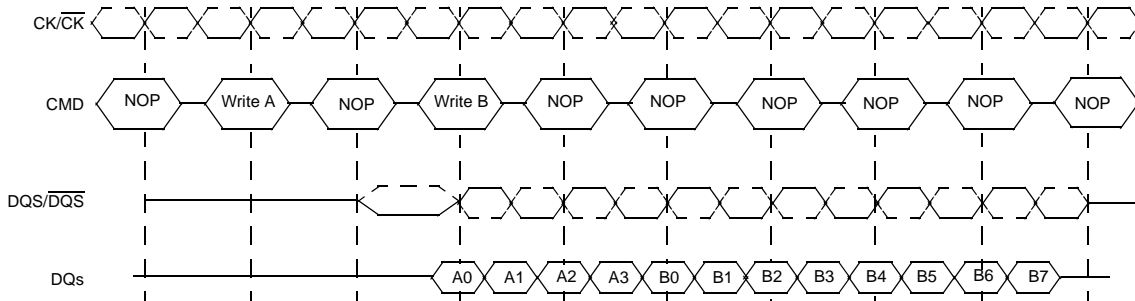 CK/CK
CMD NOP Write A NOP Write B NOP NOP NOP NOP NOP NOP
DQS/DQS
DQs A0 A1 A2 A3 B0 B1 B2 B3 B4 B5 B6 B7